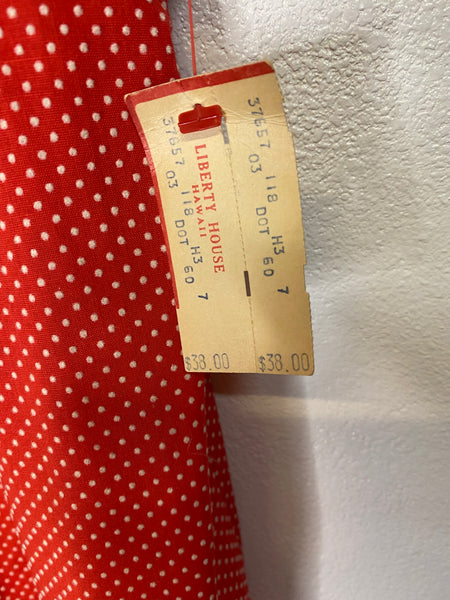 LIBERTY HOUSE
HAWAII
37657 118 H3
03 DOT 60 7
$38.00
37657 118 H3
03 DOT 60 7
$38.00